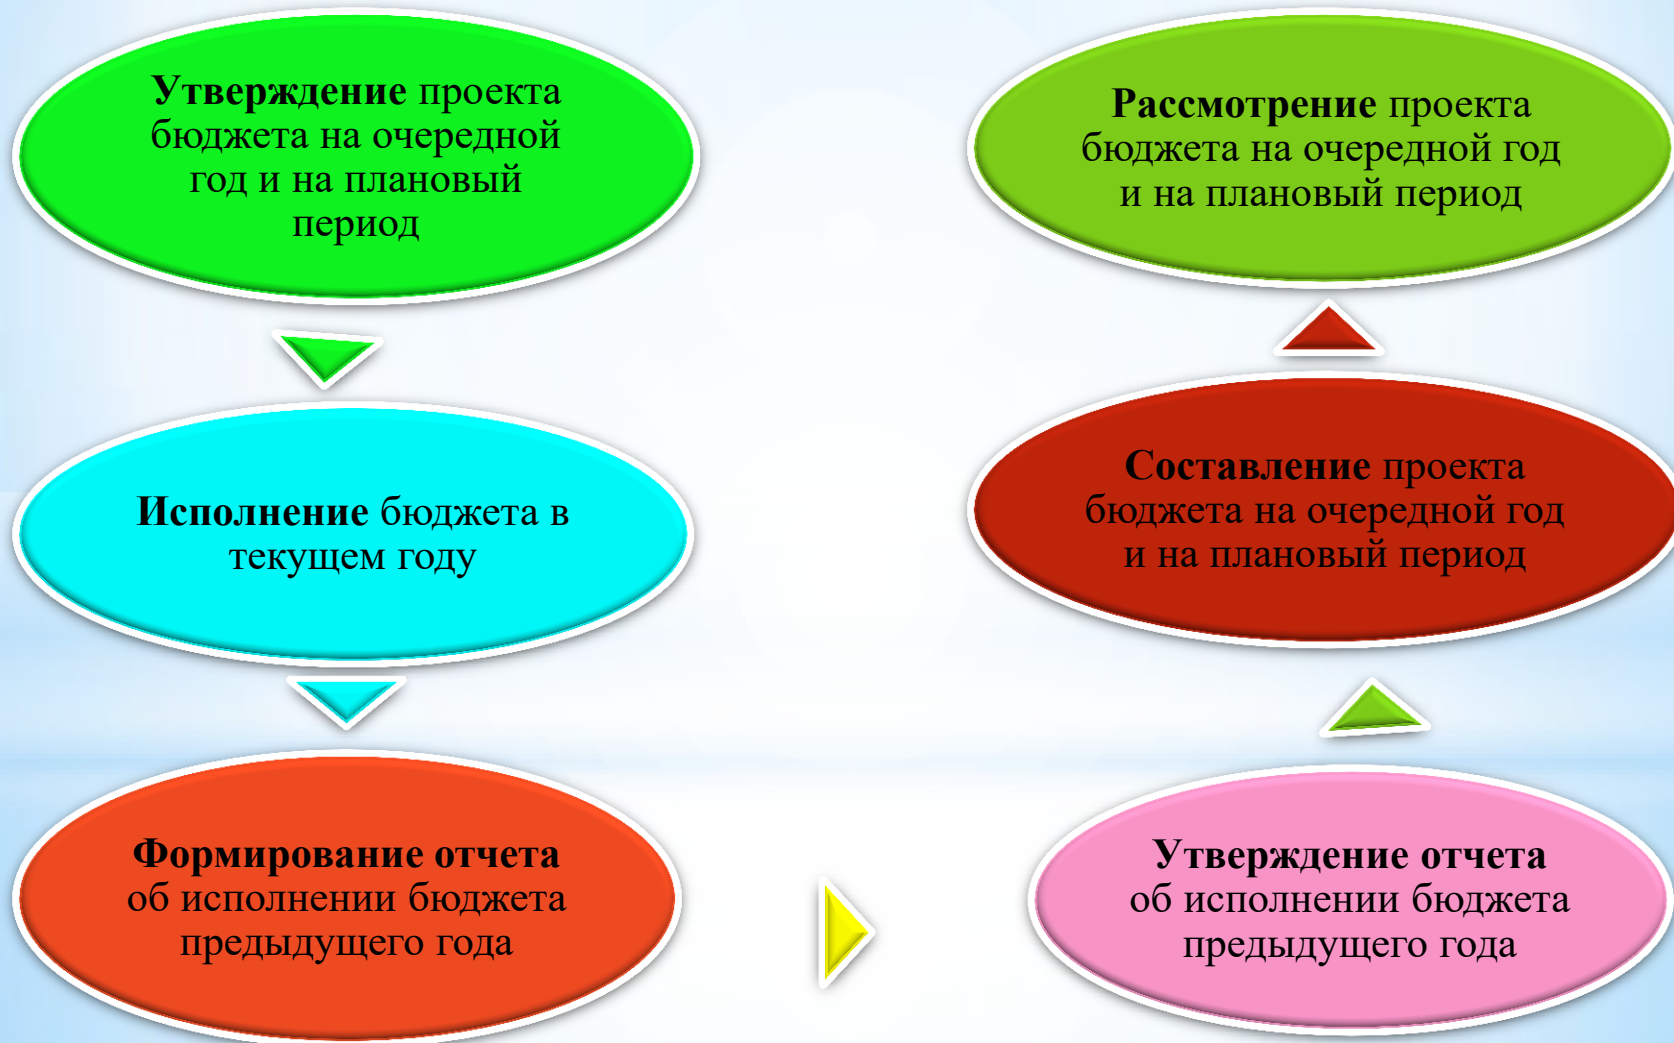 Утверждение проекта
бюджета на очередной
год и на плановый
период
Исполнение бюджета в
текущем году
Формирование отчета
об исполнении бюджета
предыдущего года
Утверждение отчета
об исполнении бюджета
предыдущего года
Составление проекта
бюджета на очередной год
и на плановый период
Рассмотрение проекта
бюджета на очередной год
и на плановый период